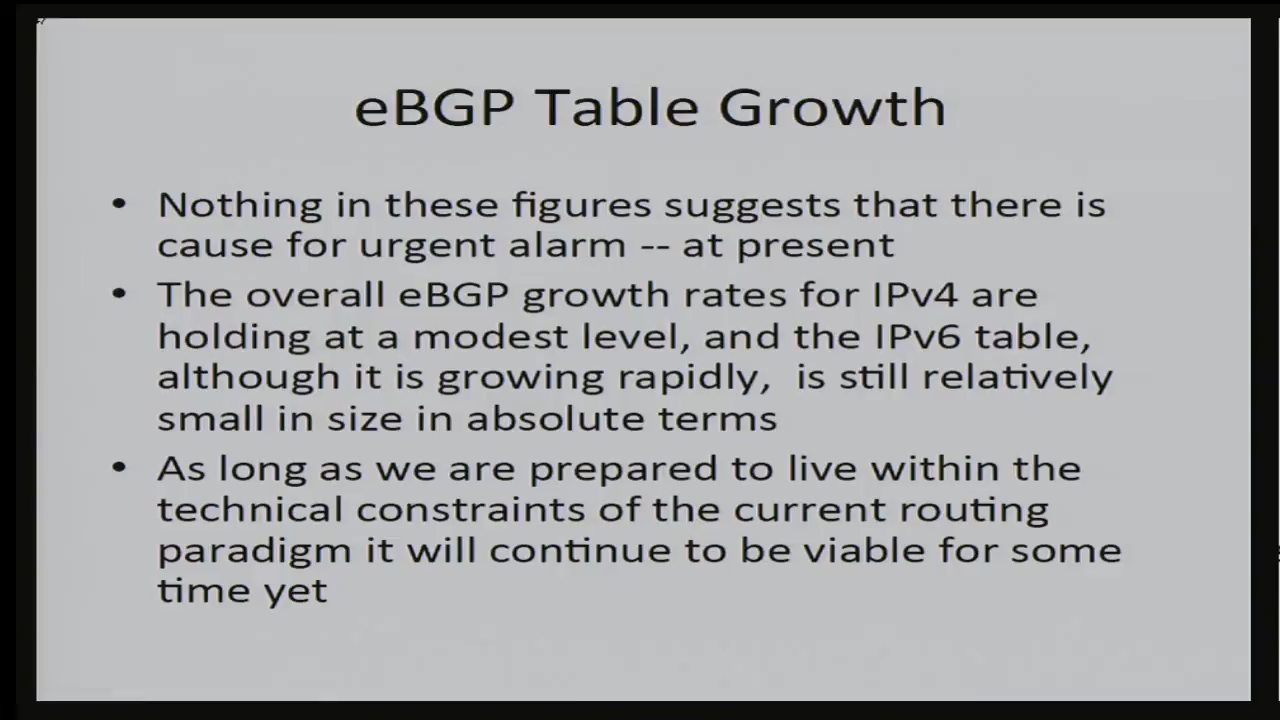 eBGP Table Growth
• Nothing in these figures suggests that there is
cause for urgent alarm -- at present
• The overall eBGP growth rates for IPv4 are
holding at a modest level, and the IPv6 table,
although it is growing rapidly,  is still relatively
small in size in absolute terms
• As long as we are prepared to live within the
technical constraints of the current routing
paradigm it will continue to be viable for some
time yet